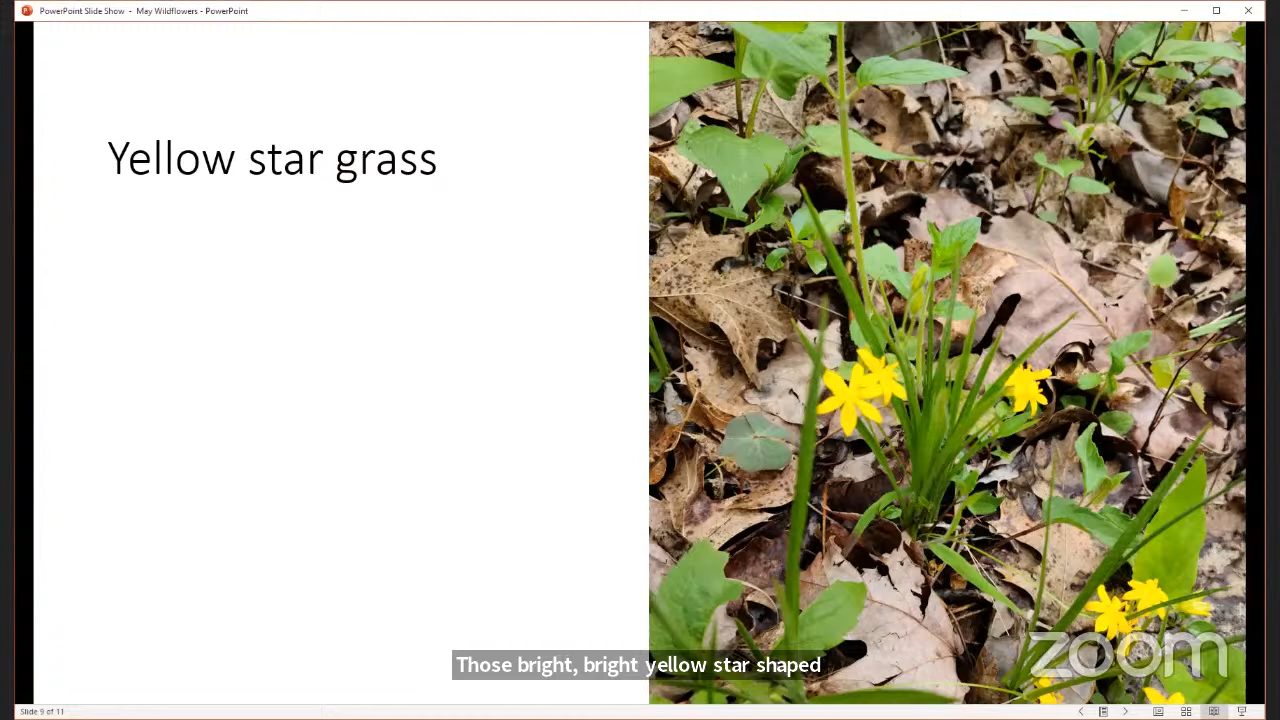 PowerPoint Slide Show - May Wildflowers - PowerPoint
Yellow star grass
Those bright, bright yellow star shaped
zoom
Slide 9 of 11